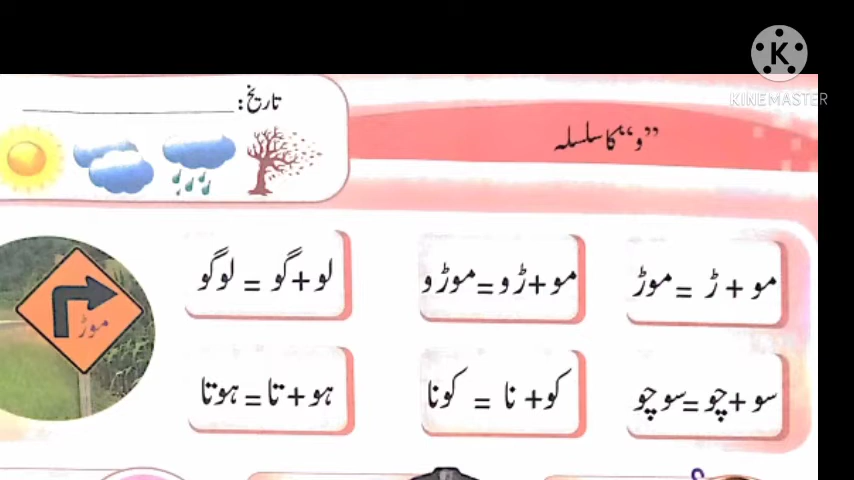 KINEMASTER
تاریخ: ____________
”و“ کا سلسلہ
مو + ڑ = موڑ
مو+ڑو=موڑو
لو+گو = لوگو
موڑ
سو+چو=سوچو
کو+ نا = کونا
ہو+تا=ہوتا